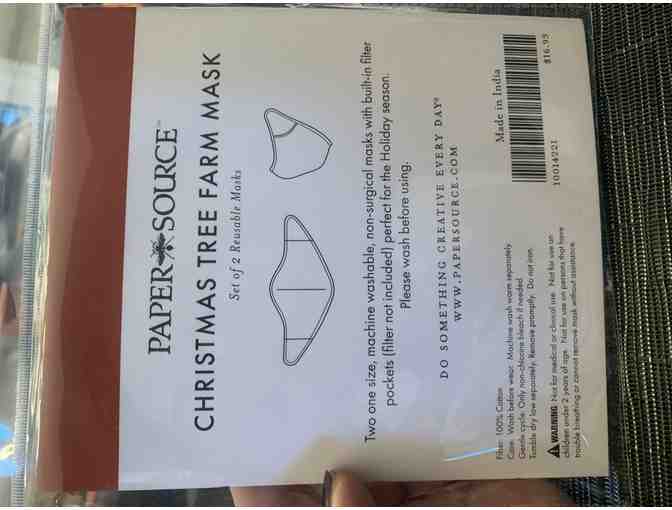 PAPER SOURCE™
CHRISTMAS TREE FARM MASK
Set of 2 Reusable Masks
Two one size, machine washable, non-surgical masks with built-in filter
pockets (filter not included) perfect for the Holiday season.
Please wash before using.
DO SOMETHING CREATIVE EVERY DAY®
WWW.PAPERSOURCE.COM
Fiber: 100% Cotton
Care: Wash before wear. Machine wash warm separately.
Gentle cycle. Only non-chlorine bleach if needed.
Tumble dry low separately. Remove promptly. Do not iron.
WARNING Not for medical or clinical use. Not for use on
children under 2 years of age. Not for use on persons that have
trouble breathing or cannot remove mask without assistance.
Made in India
10014221
$16.95